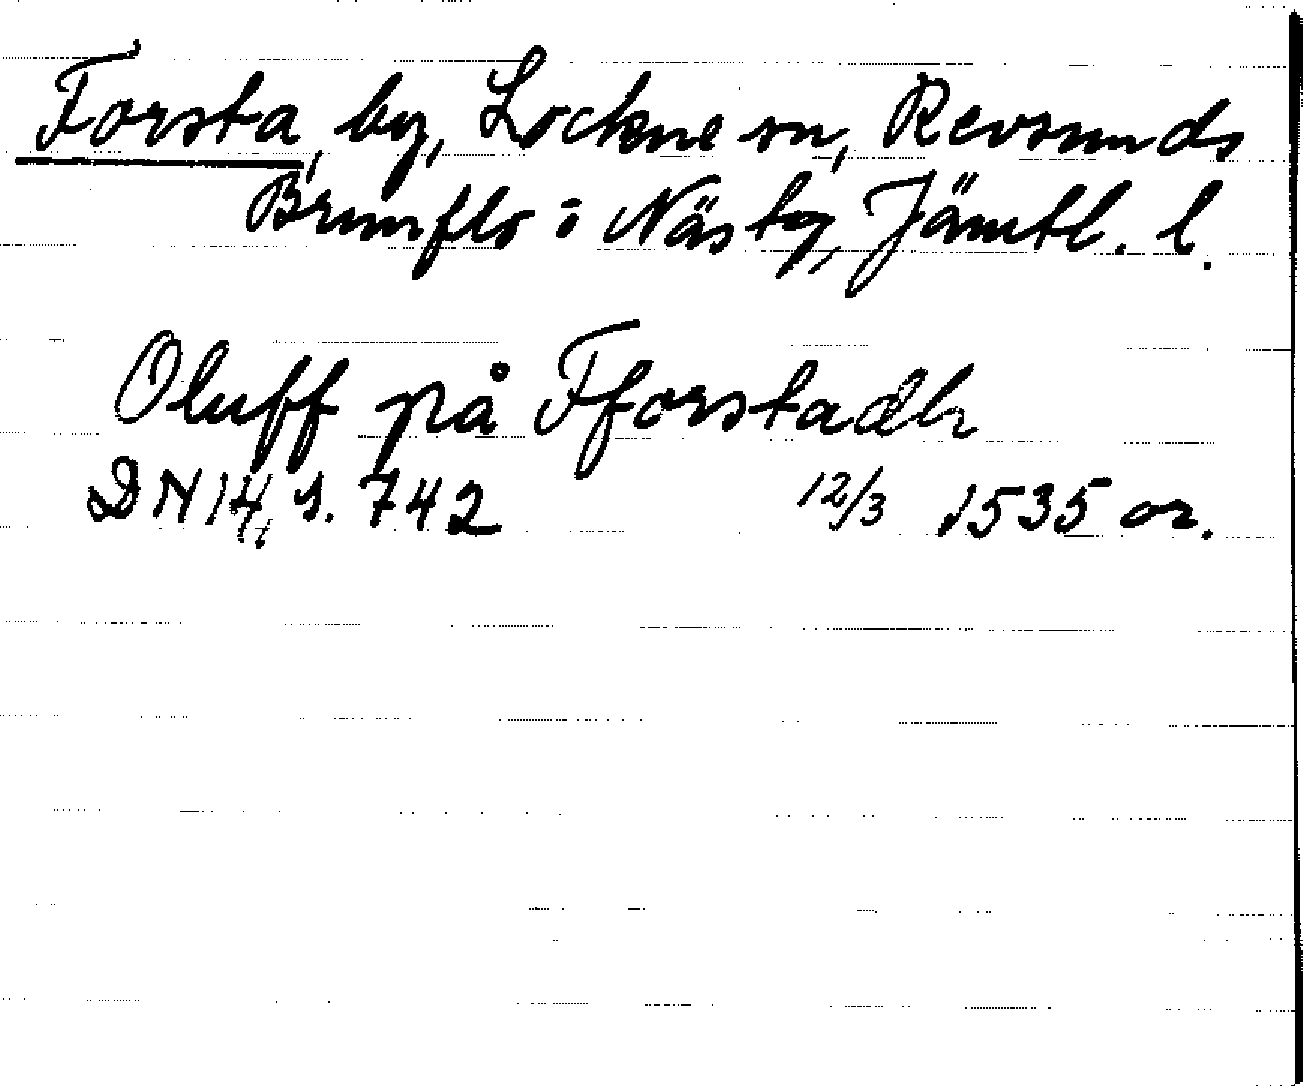 Forsta, by, Lockne sn, Revsunds
Brunflo i Näs tg, Jämtl. l.
Oluff på Fforstadh
DN 14, s. 742 12/3 1535 or.